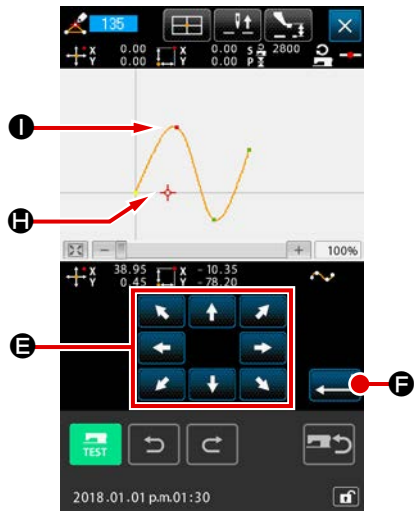 135
X 0.00 X 0.00 S 2800
Y 0.00 Y 0.00 P
I
H
100%
X 38.95 X - 10.35
Y 0.45 Y - 78.20
E
F
TEST
2018.01.01 p.m.01:30